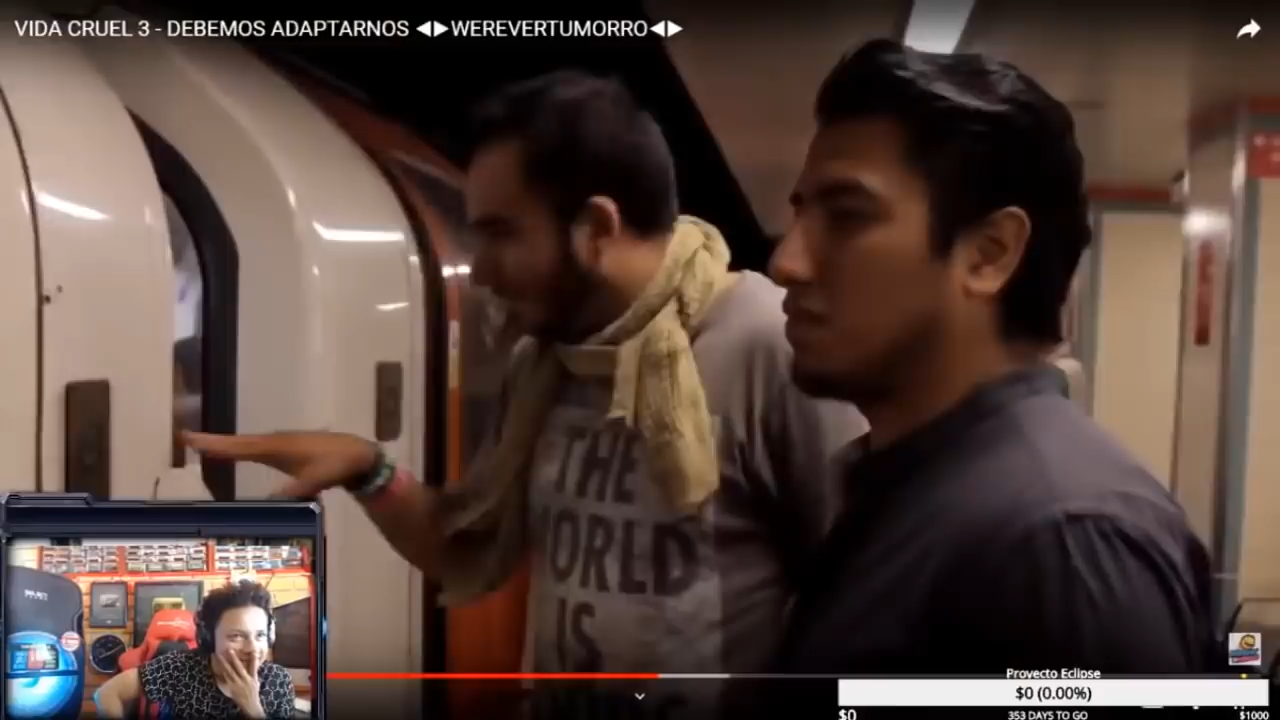 VIDA CRUEL 3 - DEBEMOS ADAPTARNOS ◀▶WEREVERTUMORRO◀▶
THE
WORLD
IS
Proyecto Eclipse
$0 (0.00%)
$0
353 DAYS TO GO
$1000